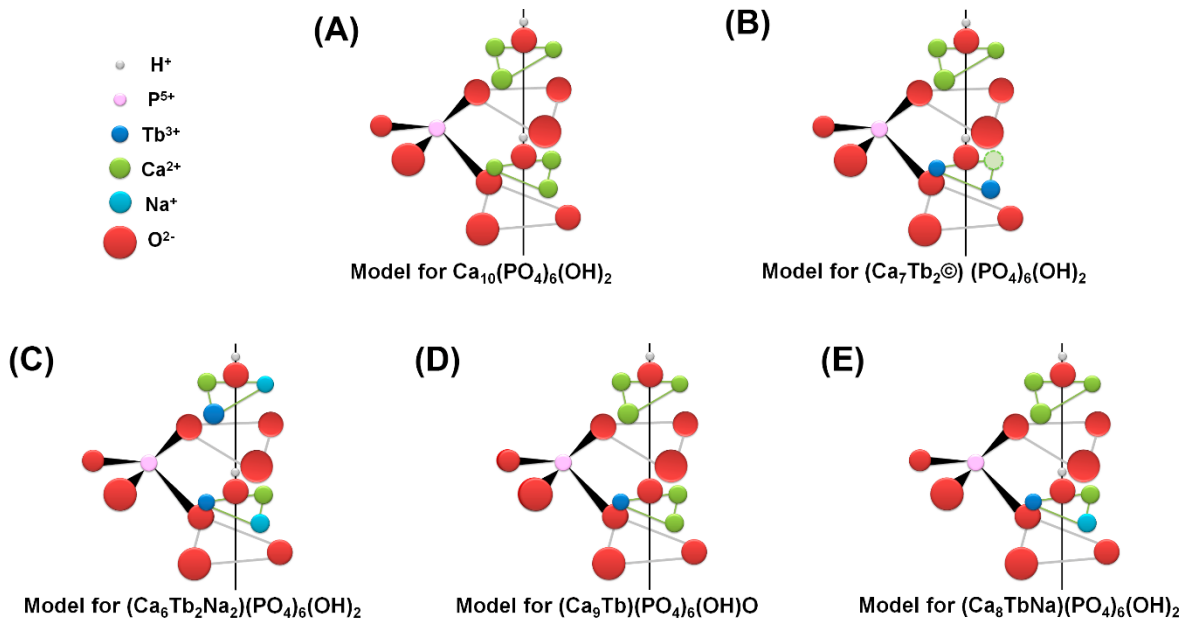 (A)
(B)
H⁺
P⁵⁺
Tb³⁺
Ca²⁺
Na⁺
O²⁻
Model for Ca₁₀(PO₄)₆(OH)₂
Model for (Ca₇Tb₂©) (PO₄)₆(OH)₂
(C)
(D)
(E)
Model for (Ca₆Tb₂Na₂)(PO₄)₆(OH)₂
Model for (Ca₉Tb)(PO₄)₆(OH)O
Model for (Ca₈TbNa)(PO₄)₆(OH)₂